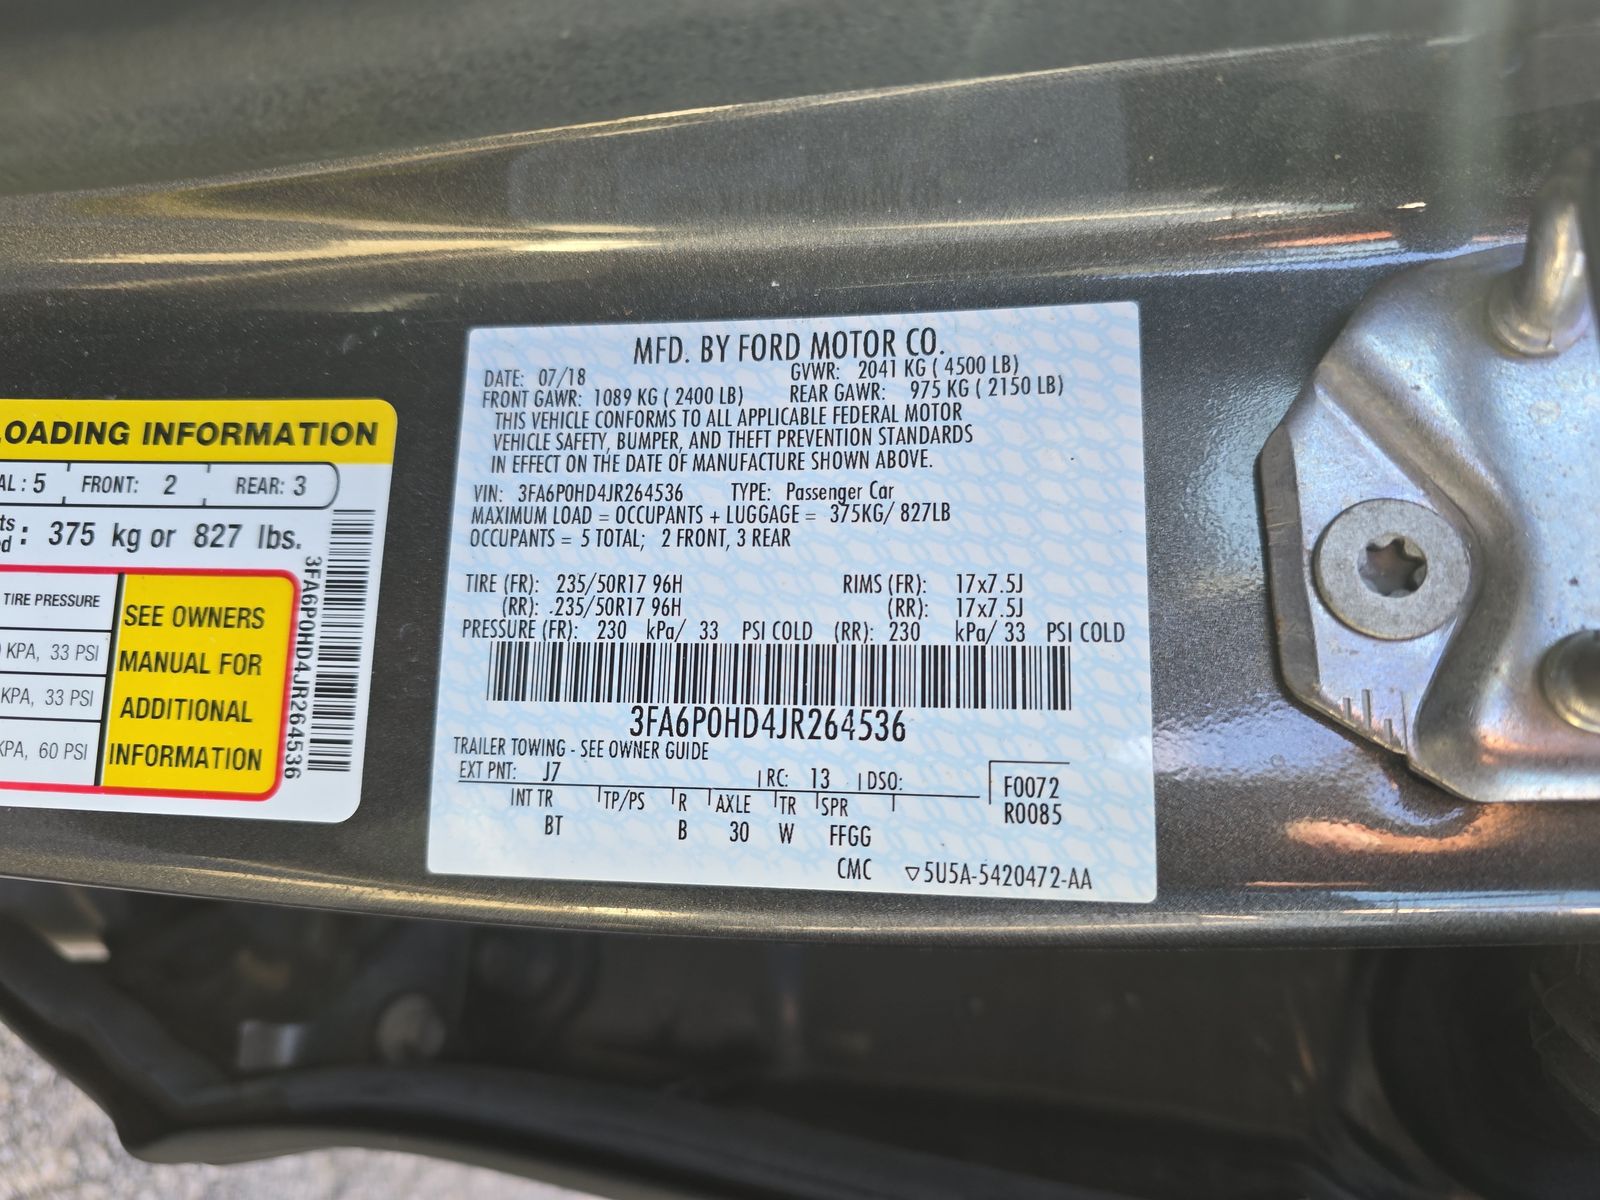 LOADING INFORMATION
AL : 5 FRONT: 2 REAR: 3
ts
d : 375 kg or 827 lbs.
TIRE PRESSURE
KPA, 33 PSI
KPA, 33 PSI
KPA, 60 PSI
SEE OWNERS
MANUAL FOR
ADDITIONAL
INFORMATION
3FA6P0HD4JR264536
MFD. BY FORD MOTOR CO.
DATE: 07/18 GVWR: 2041 KG ( 4500 LB)
FRONT GAWR: 1089 KG ( 2400 LB) REAR GAWR: 975 KG ( 2150 LB)
THIS VEHICLE CONFORMS TO ALL APPLICABLE FEDERAL MOTOR
VEHICLE SAFETY, BUMPER, AND THEFT PREVENTION STANDARDS
IN EFFECT ON THE DATE OF MANUFACTURE SHOWN ABOVE.
VIN: 3FA6P0HD4JR264536 TYPE: Passenger Car
MAXIMUM LOAD = OCCUPANTS + LUGGAGE = 375KG/ 827LB
OCCUPANTS = 5 TOTAL; 2 FRONT, 3 REAR
TIRE (FR): 235/50R17 96H RIMS (FR): 17x7.5J
(RR): 235/50R17 96H (RR): 17x7.5J
PRESSURE (FR): 230 kPa/ 33 PSI COLD (RR): 230 kPa/ 33 PSI COLD
3FA6P0HD4JR264536
TRAILER TOWING - SEE OWNER GUIDE
EXT PNT: J7 RC: 13 DSO:
F0072
R0085
INT TR TP/PS R AXLE TR SPR
BT B 30 W FFGG
CMC ▽5U5A-5420472-AA